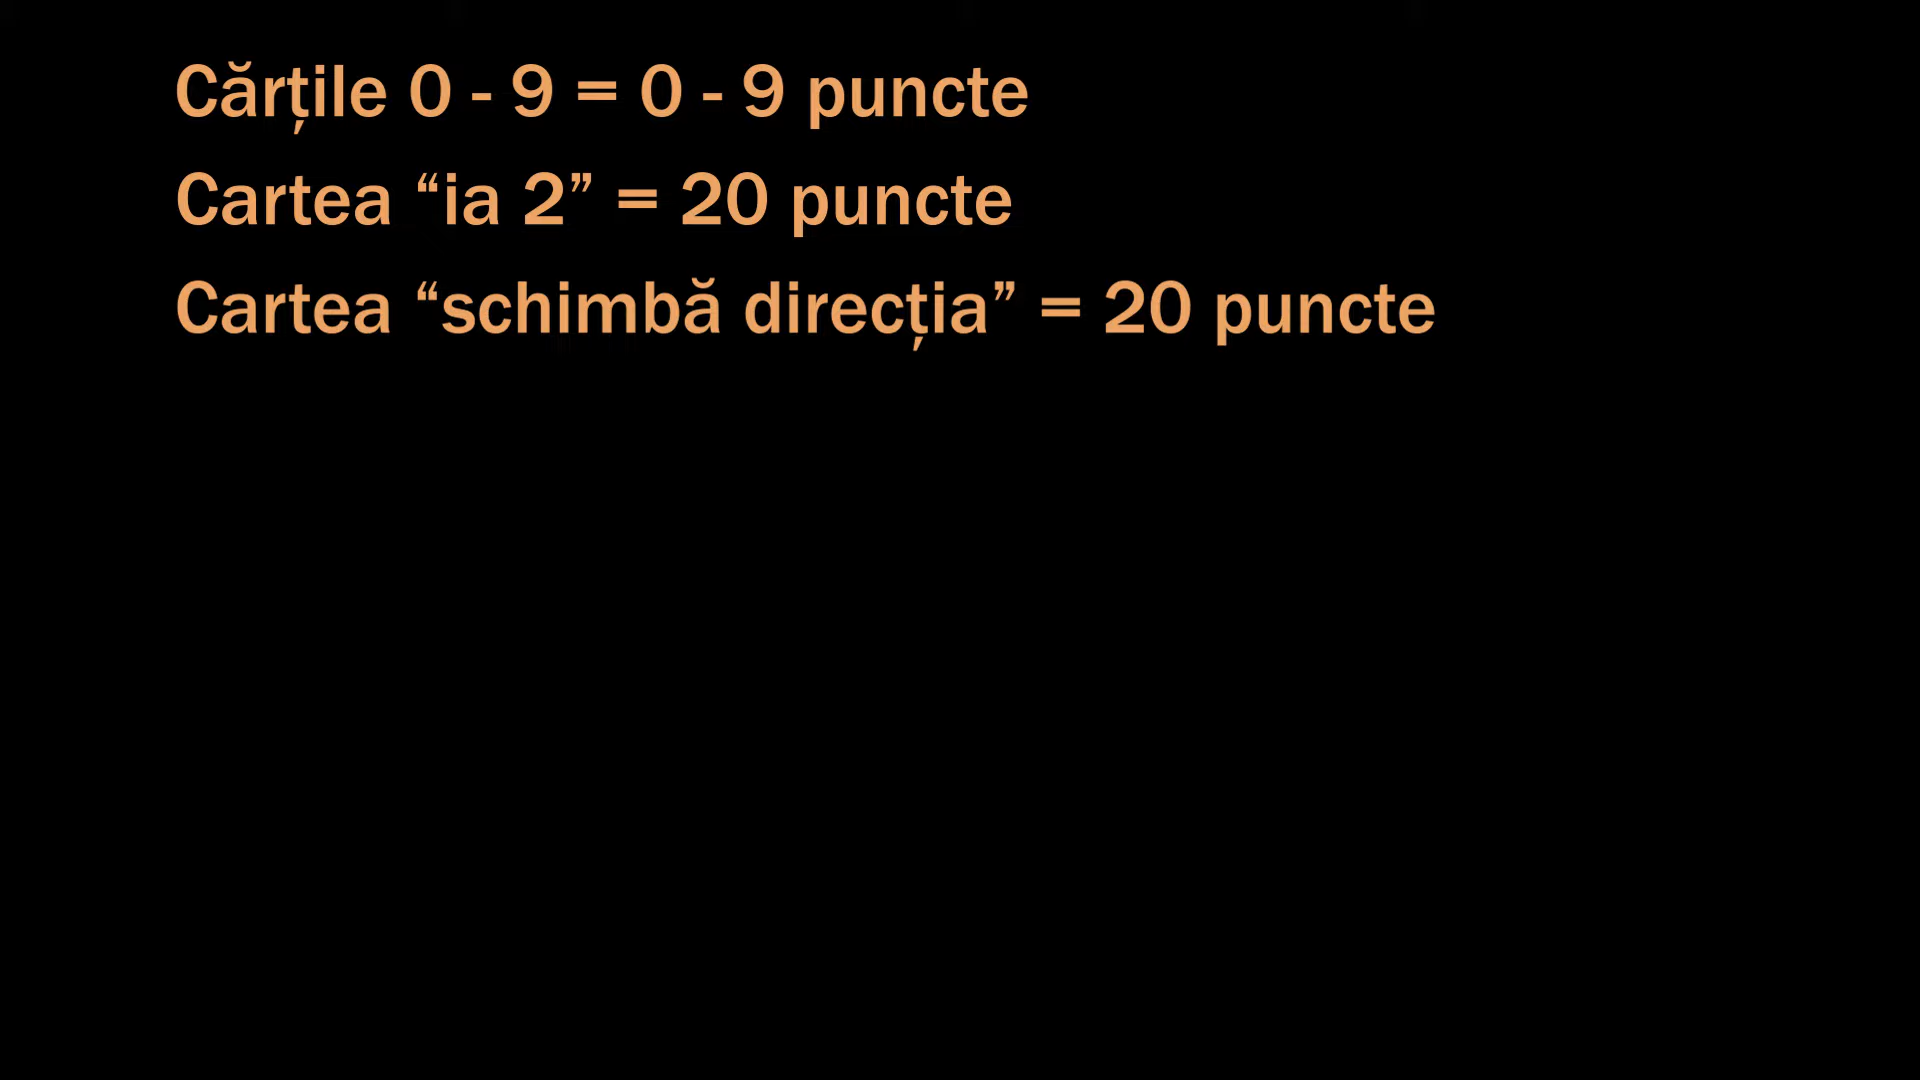 Cărțile 0 - 9 = 0 - 9 puncte
Cartea “ia 2” = 20 puncte
Cartea “schimbă direcția” = 20 puncte